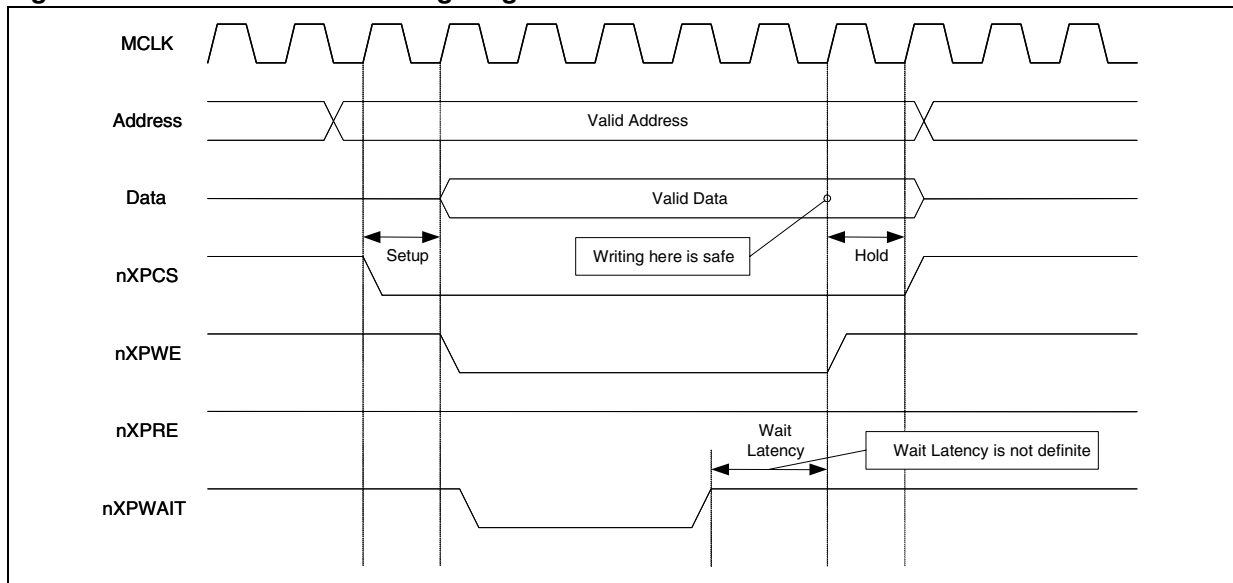 MCLK
Address
Valid Address
Data
Valid Data
Setup
Writing here is safe
Hold
nXPCS
nXPWE
nXPRE
Wait
Latency
Wait Latency is not definite
nXPWAIT